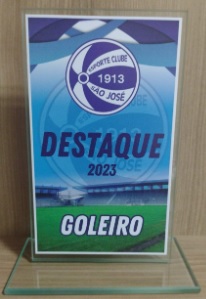 ESPORTE CLUBE
1913
SÃO JOSÉ
DESTAQUE
2023
GOLEIRO